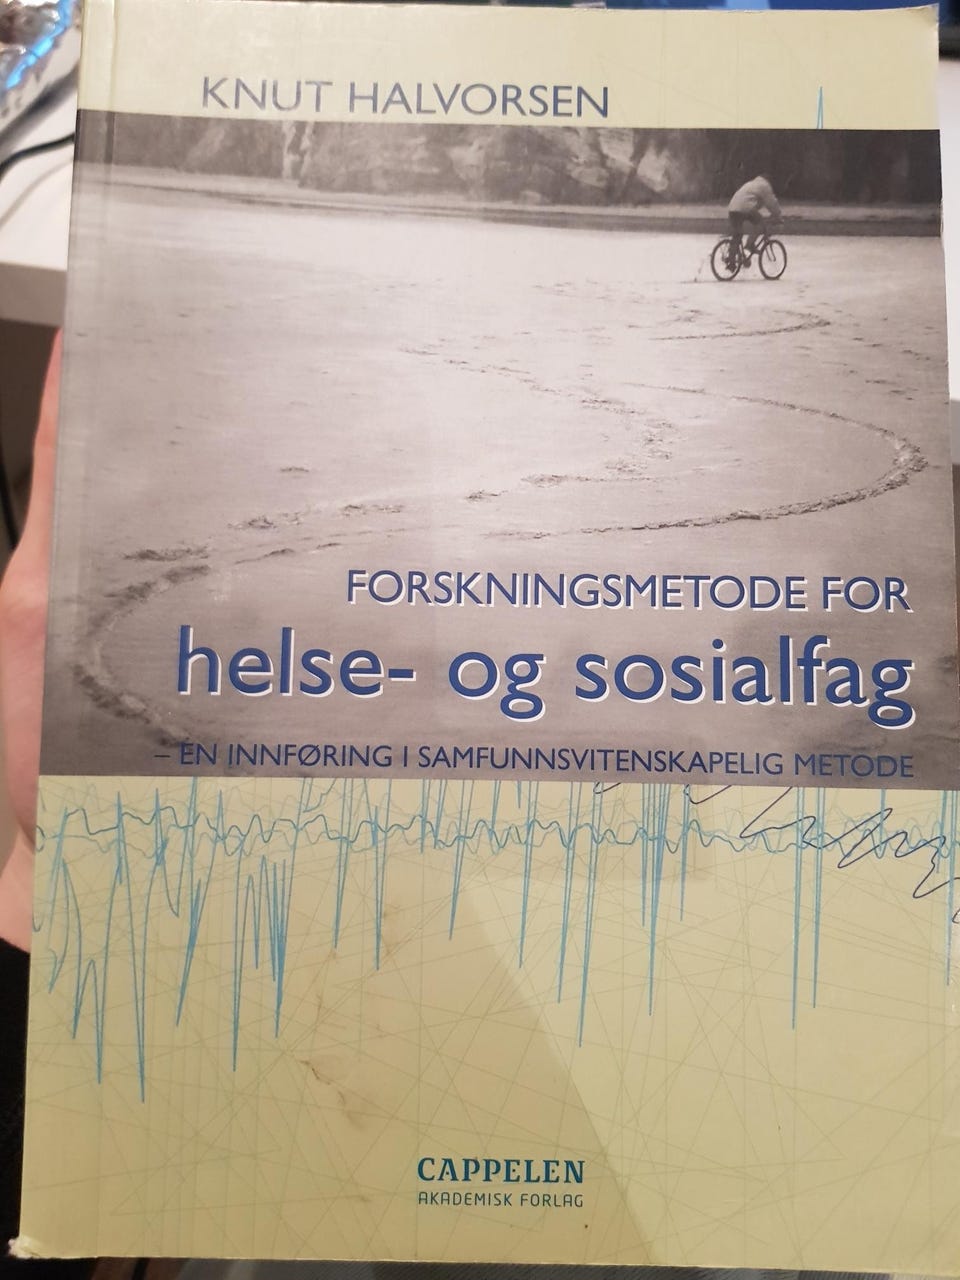 KNUT HALVORSEN
FORSKNINGSMETODE FOR
helse- og sosialfag
– EN INNFØRING I SAMFUNNSVITENSKAPELIG METODE
CAPPELEN
AKADEMISK FORLAG